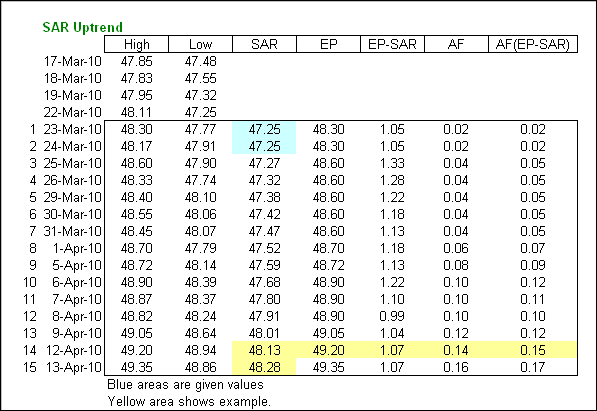 SAR Uptrend
High Low SAR EP EP-SAR AF AF(EP-SAR)
17-Mar-10 47.85 47.48
18-Mar-10 47.83 47.55
19-Mar-10 47.95 47.32
22-Mar-10 48.11 47.25
1 23-Mar-10 48.30 47.77 47.25 48.30 1.05 0.02 0.02
2 24-Mar-10 48.17 47.91 47.25 48.30 1.05 0.02 0.02
3 25-Mar-10 48.60 47.90 47.27 48.60 1.33 0.04 0.05
4 26-Mar-10 48.33 47.74 47.32 48.60 1.28 0.04 0.05
5 29-Mar-10 48.40 48.10 47.38 48.60 1.22 0.04 0.05
6 30-Mar-10 48.55 48.06 47.42 48.60 1.18 0.04 0.05
7 31-Mar-10 48.45 48.07 47.47 48.60 1.13 0.04 0.05
8 1-Apr-10 48.70 47.79 47.52 48.70 1.18 0.06 0.07
9 5-Apr-10 48.72 48.14 47.59 48.72 1.13 0.08 0.09
10 6-Apr-10 48.90 48.39 47.68 48.90 1.22 0.10 0.12
11 7-Apr-10 48.87 48.37 47.80 48.90 1.10 0.10 0.11
12 8-Apr-10 48.82 48.24 47.91 48.90 0.99 0.10 0.10
13 9-Apr-10 49.05 48.64 48.01 49.05 1.04 0.12 0.12
14 12-Apr-10 49.20 48.94 48.13 49.20 1.07 0.14 0.15
15 13-Apr-10 49.35 48.86 48.28 49.35 1.07 0.16 0.17
Blue areas are given values
Yellow area shows example.